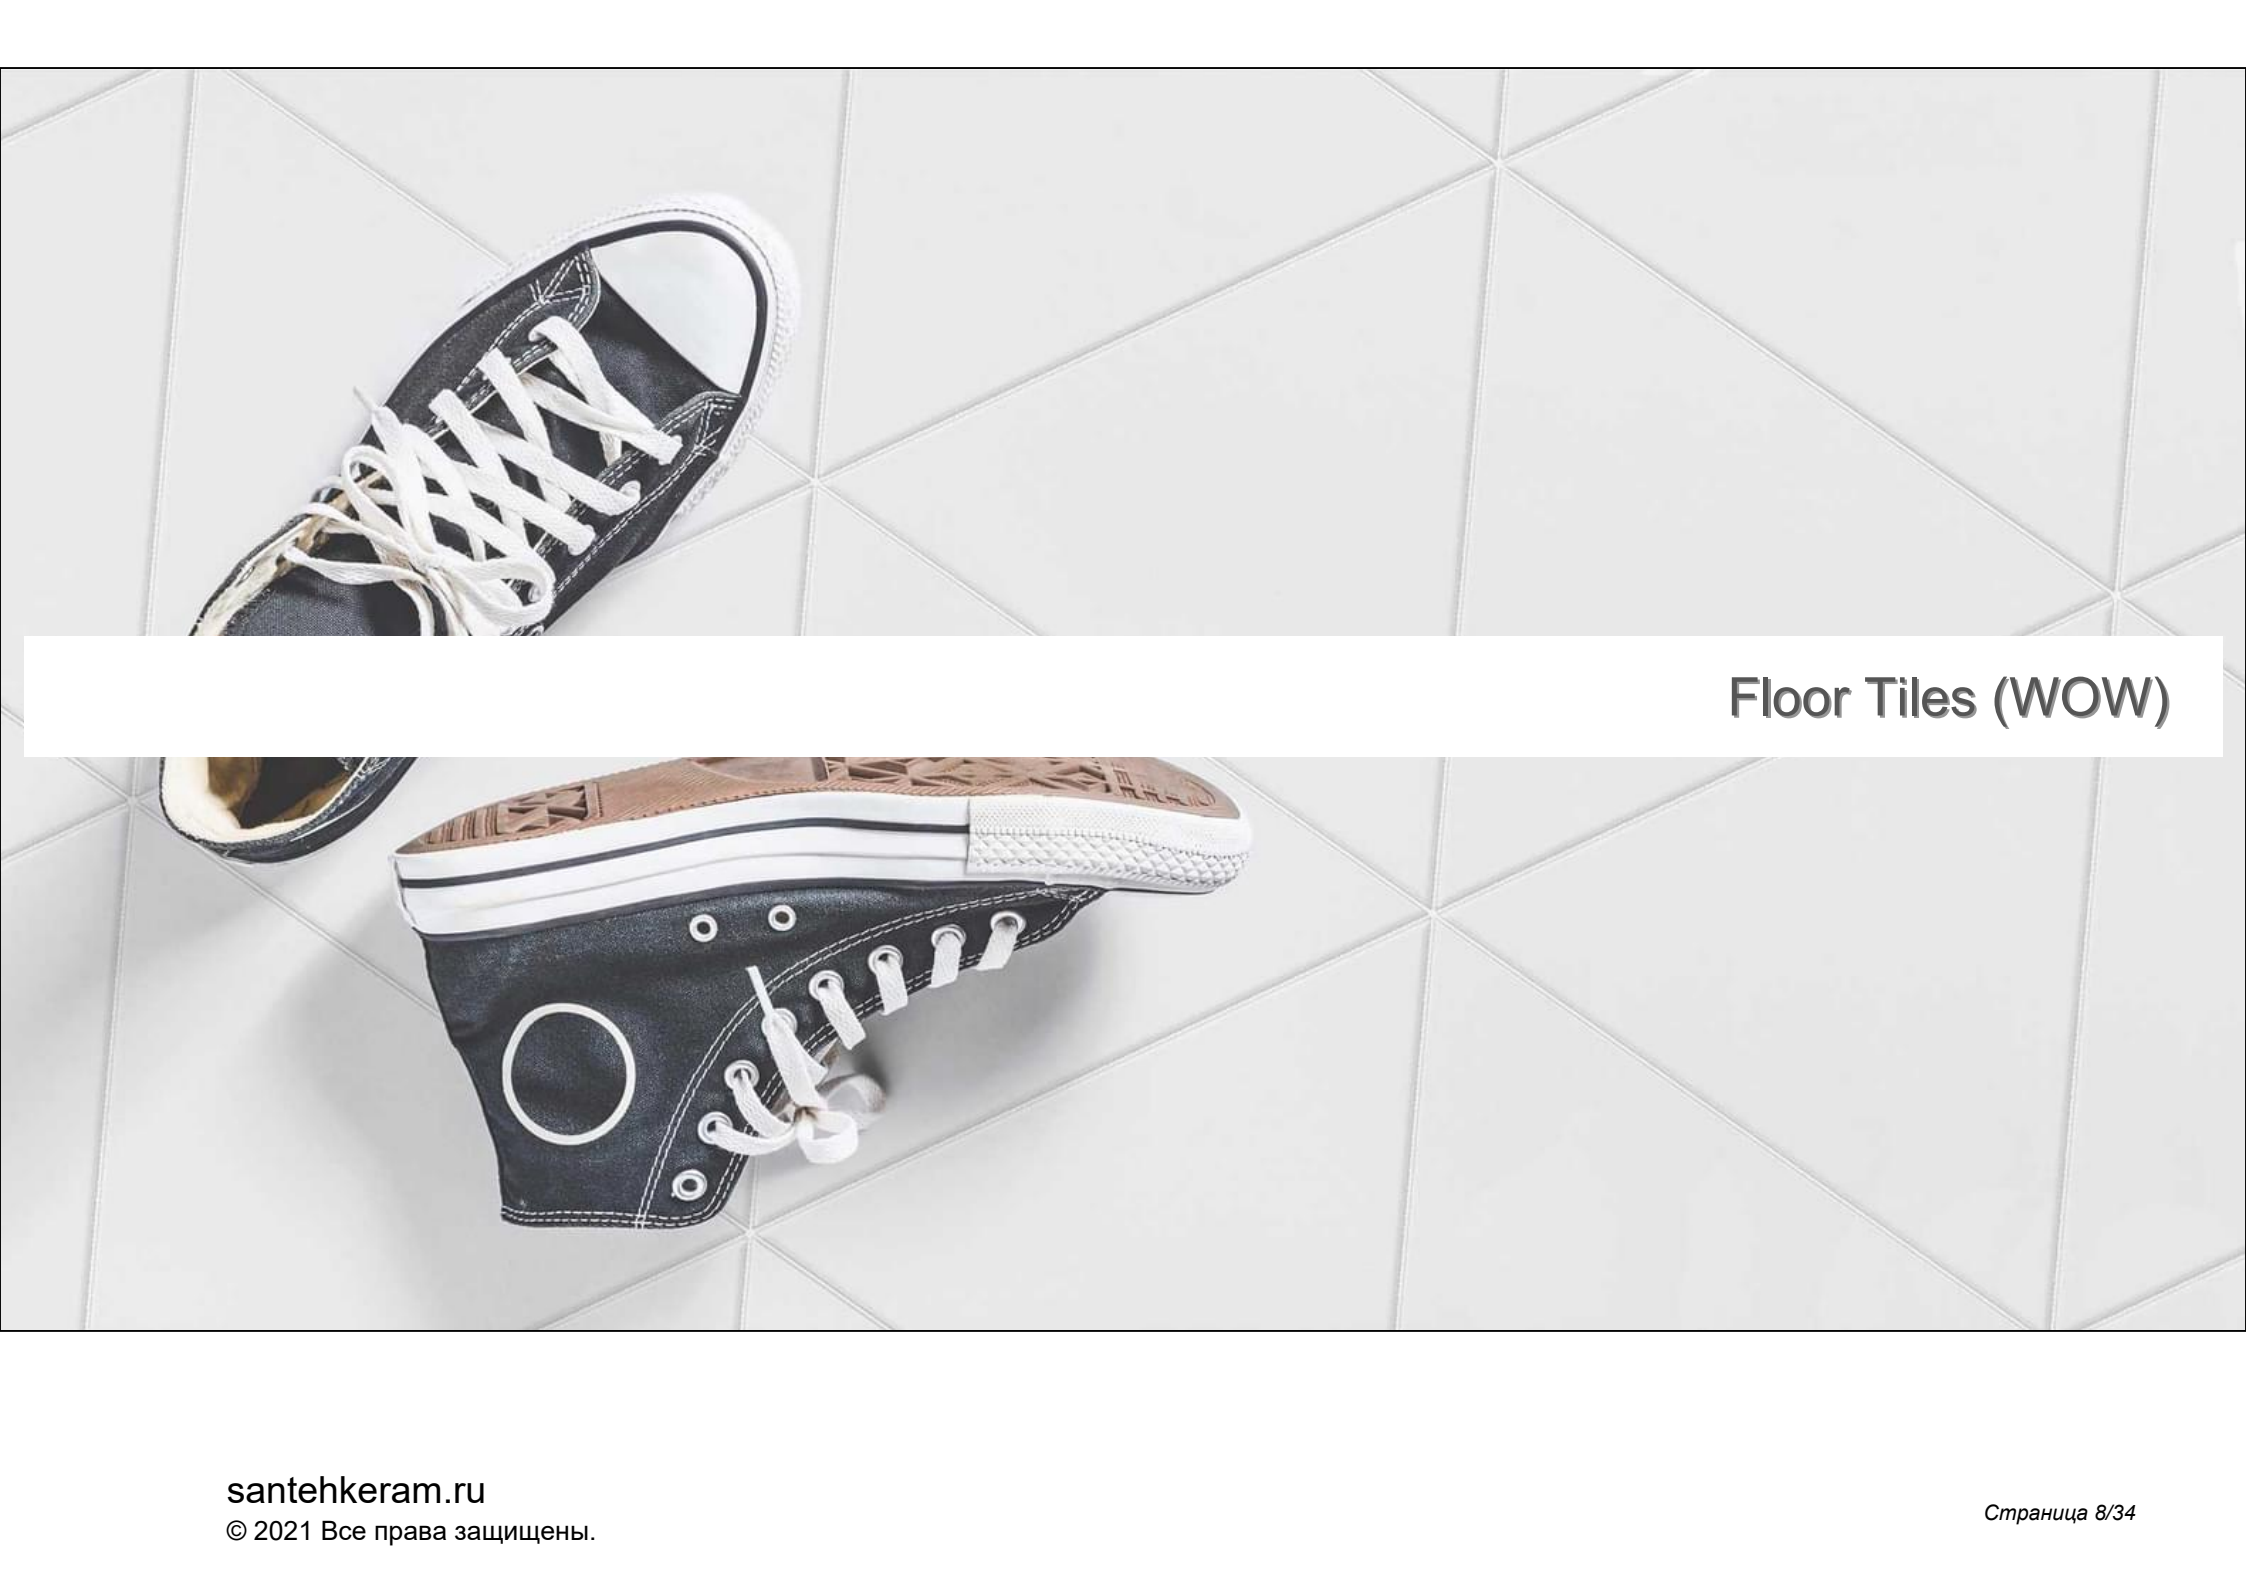 Floor Tiles (WOW)
santehkeram.ru
© 2021 Все права защищены.
Страница 8/34